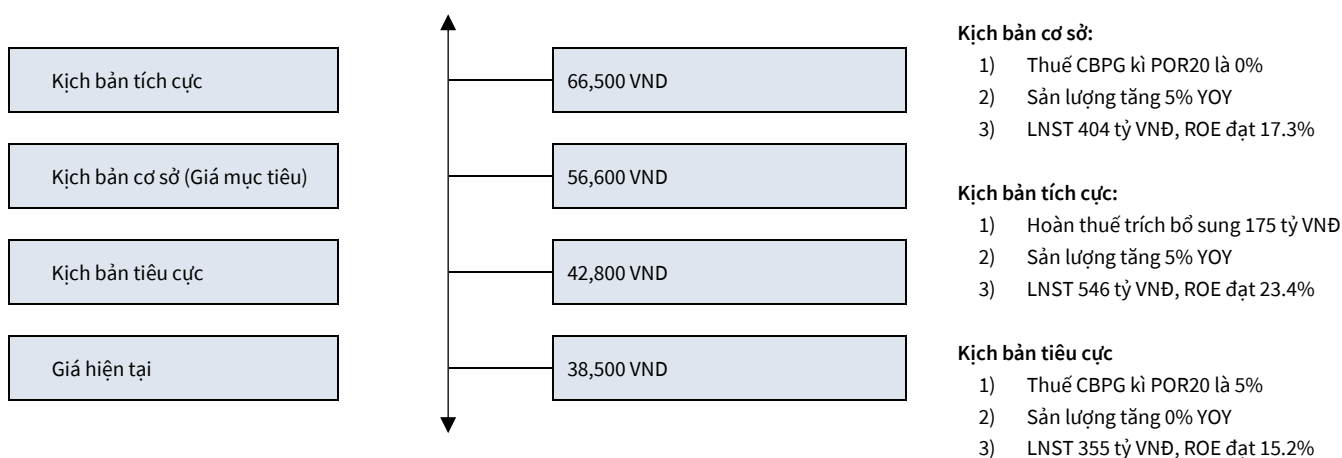 Kịch bản tích cực
66,500 VND
Kịch bản cơ sở (Giá mục tiêu)
56,600 VND
Kịch bản tiêu cực
42,800 VND
Giá hiện tại
38,500 VND
Kịch bản cơ sở:
1) Thuế CBPG kì POR20 là 0%
2) Sản lượng tăng 5% YOY
3) LNST 404 tỷ VNĐ, ROE đạt 17.3%
Kịch bản tích cực:
1) Hoàn thuế trích bổ sung 175 tỷ VNĐ
2) Sản lượng tăng 5% YOY
3) LNST 546 tỷ VNĐ, ROE đạt 23.4%
Kịch bản tiêu cực
1) Thuế CBPG kì POR20 là 5%
2) Sản lượng tăng 0% YOY
3) LNST 355 tỷ VNĐ, ROE đạt 15.2%